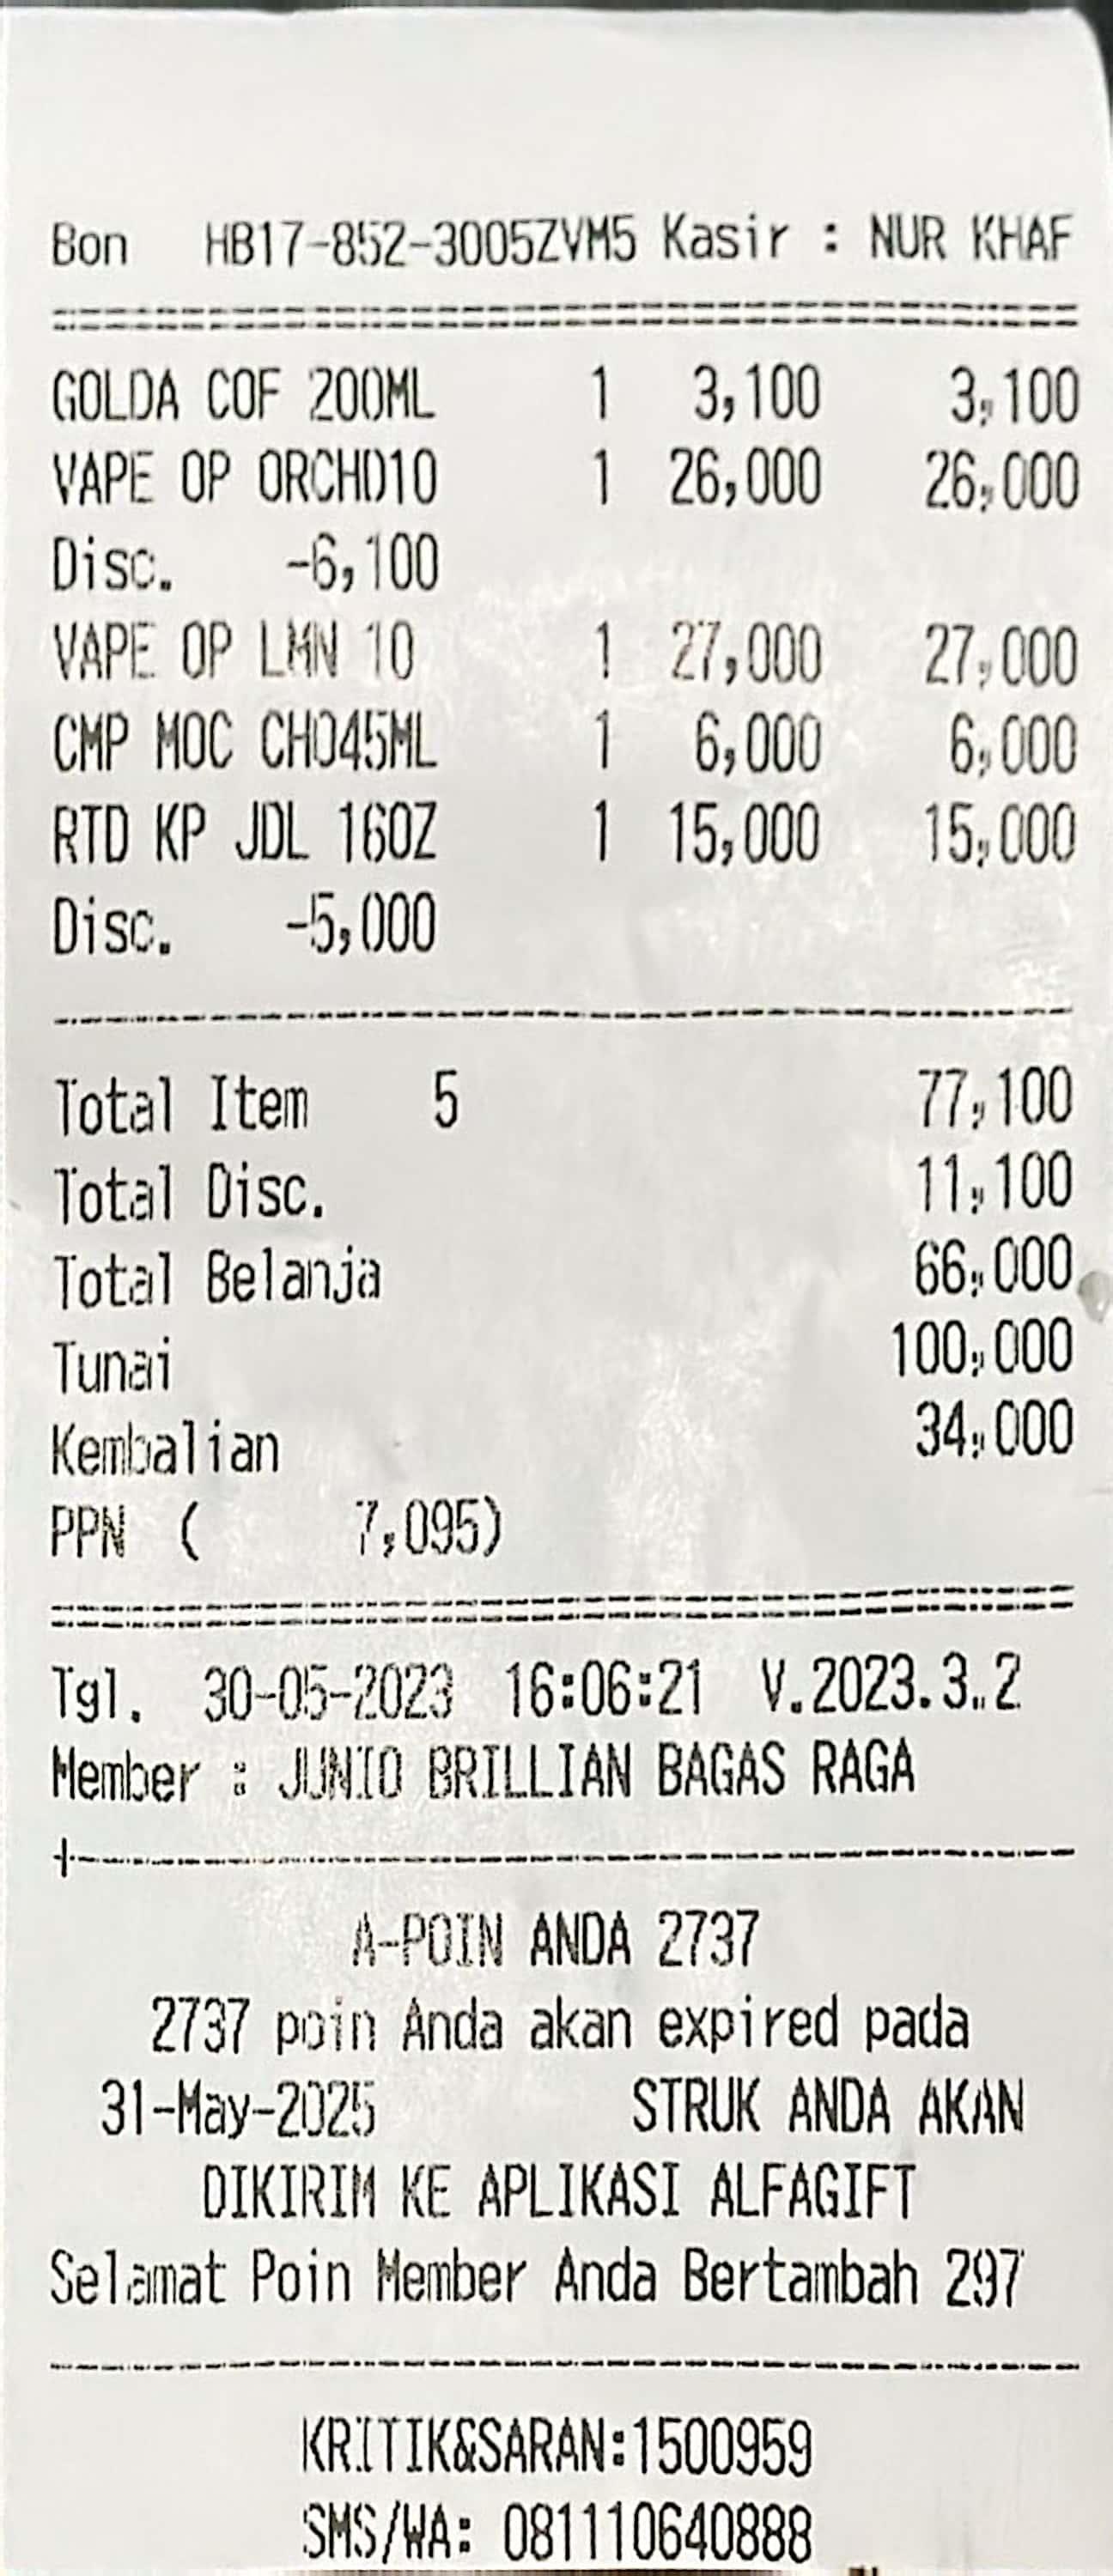 Bon HB17-852-3005ZVM5 Kasir : NUR KHAF
GOLDA COF 200ML 1 3,100 3,100
VAPE OP ORCHD10 1 26,000 26,000
Disc. -6,100
VAPE OP LMN 10 1 27,000 27,000
CMP MOC CHO45ML 1 6,000 6,000
RTD KP JDL 16OZ 1 15,000 15,000
Disc. -5,000
Total Item 5 77,100
Total Disc. 11,100
Total Belanja 66,000
Tunai 100,000
Kembalian 34,000
PPN ( 7,095)
Tgl. 30-05-2023 16:06:21 V.2023.3.2
Member : JUNIO BRILLIAN BAGAS RAGA
A-POIN ANDA 2737
2737 poin Anda akan expired pada
31-May-2025 STRUK ANDA AKAN
DIKIRIM KE APLIKASI ALFAGIFT
Selamat Poin Member Anda Bertambah 297
KRITIK&SARAN:1500959
SMS/WA: 081110640888